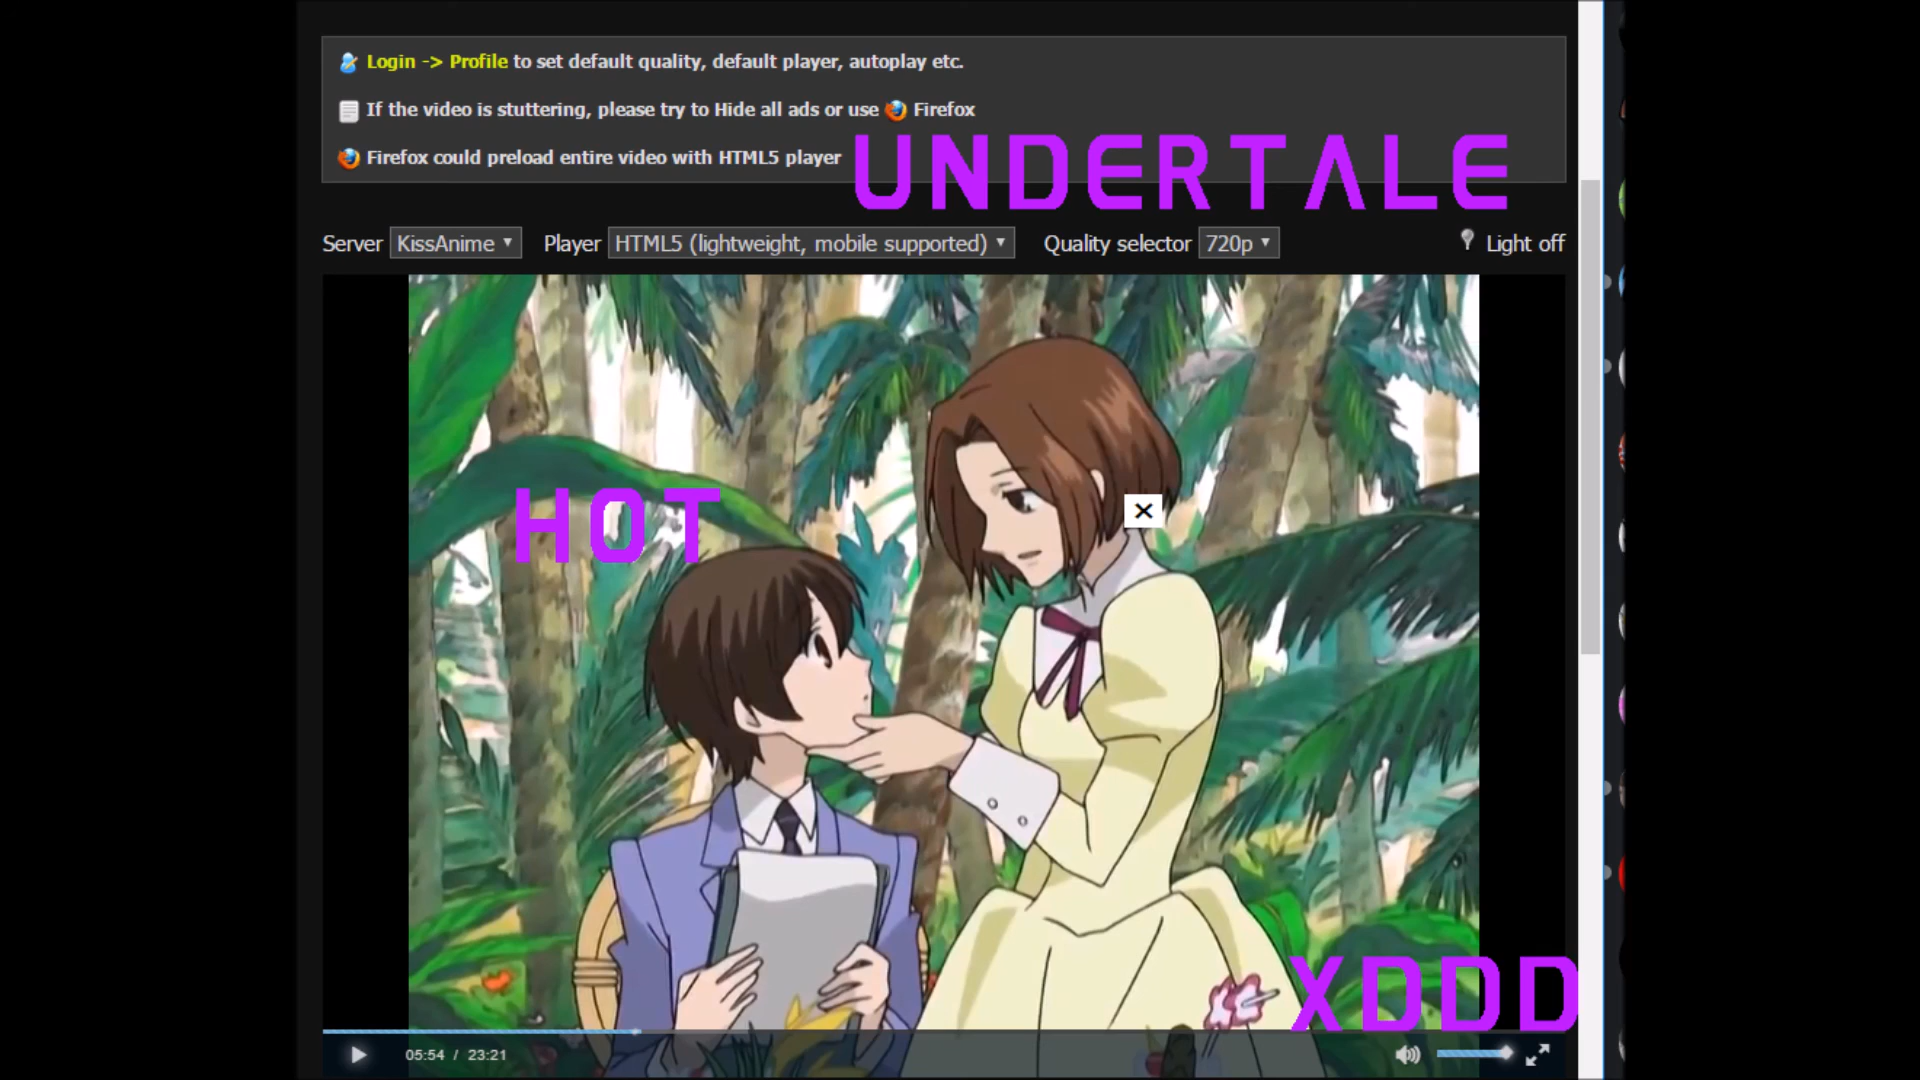 Login -> Profile to set default quality, default player, autoplay etc.
If the video is stuttering, please try to Hide all ads or use Firefox
Firefox could preload entire video with HTML5 player
UNDERTALE
Server KissAnime Player HTML5 (lightweight, mobile supported) Quality selector 720p Light off
HOT
XDDD
05:54 / 23:21